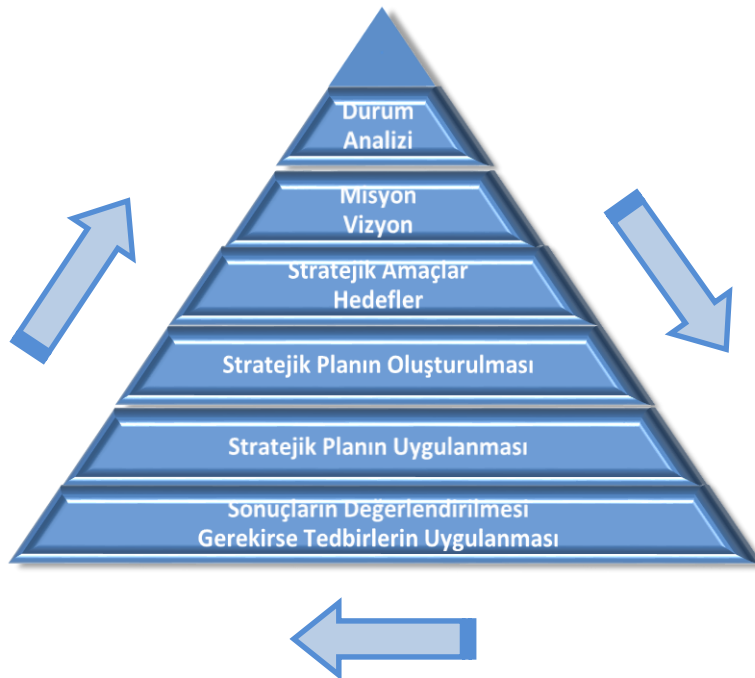 Durum
Analizi
Misyon
Vizyon
Stratejik Amaçlar
Hedefler
Stratejik Planın Oluşturulması
Stratejik Planın Uygulanması
Sonuçların Değerlendirilmesi
Gerekirse Tedbirlerin Uygulanması